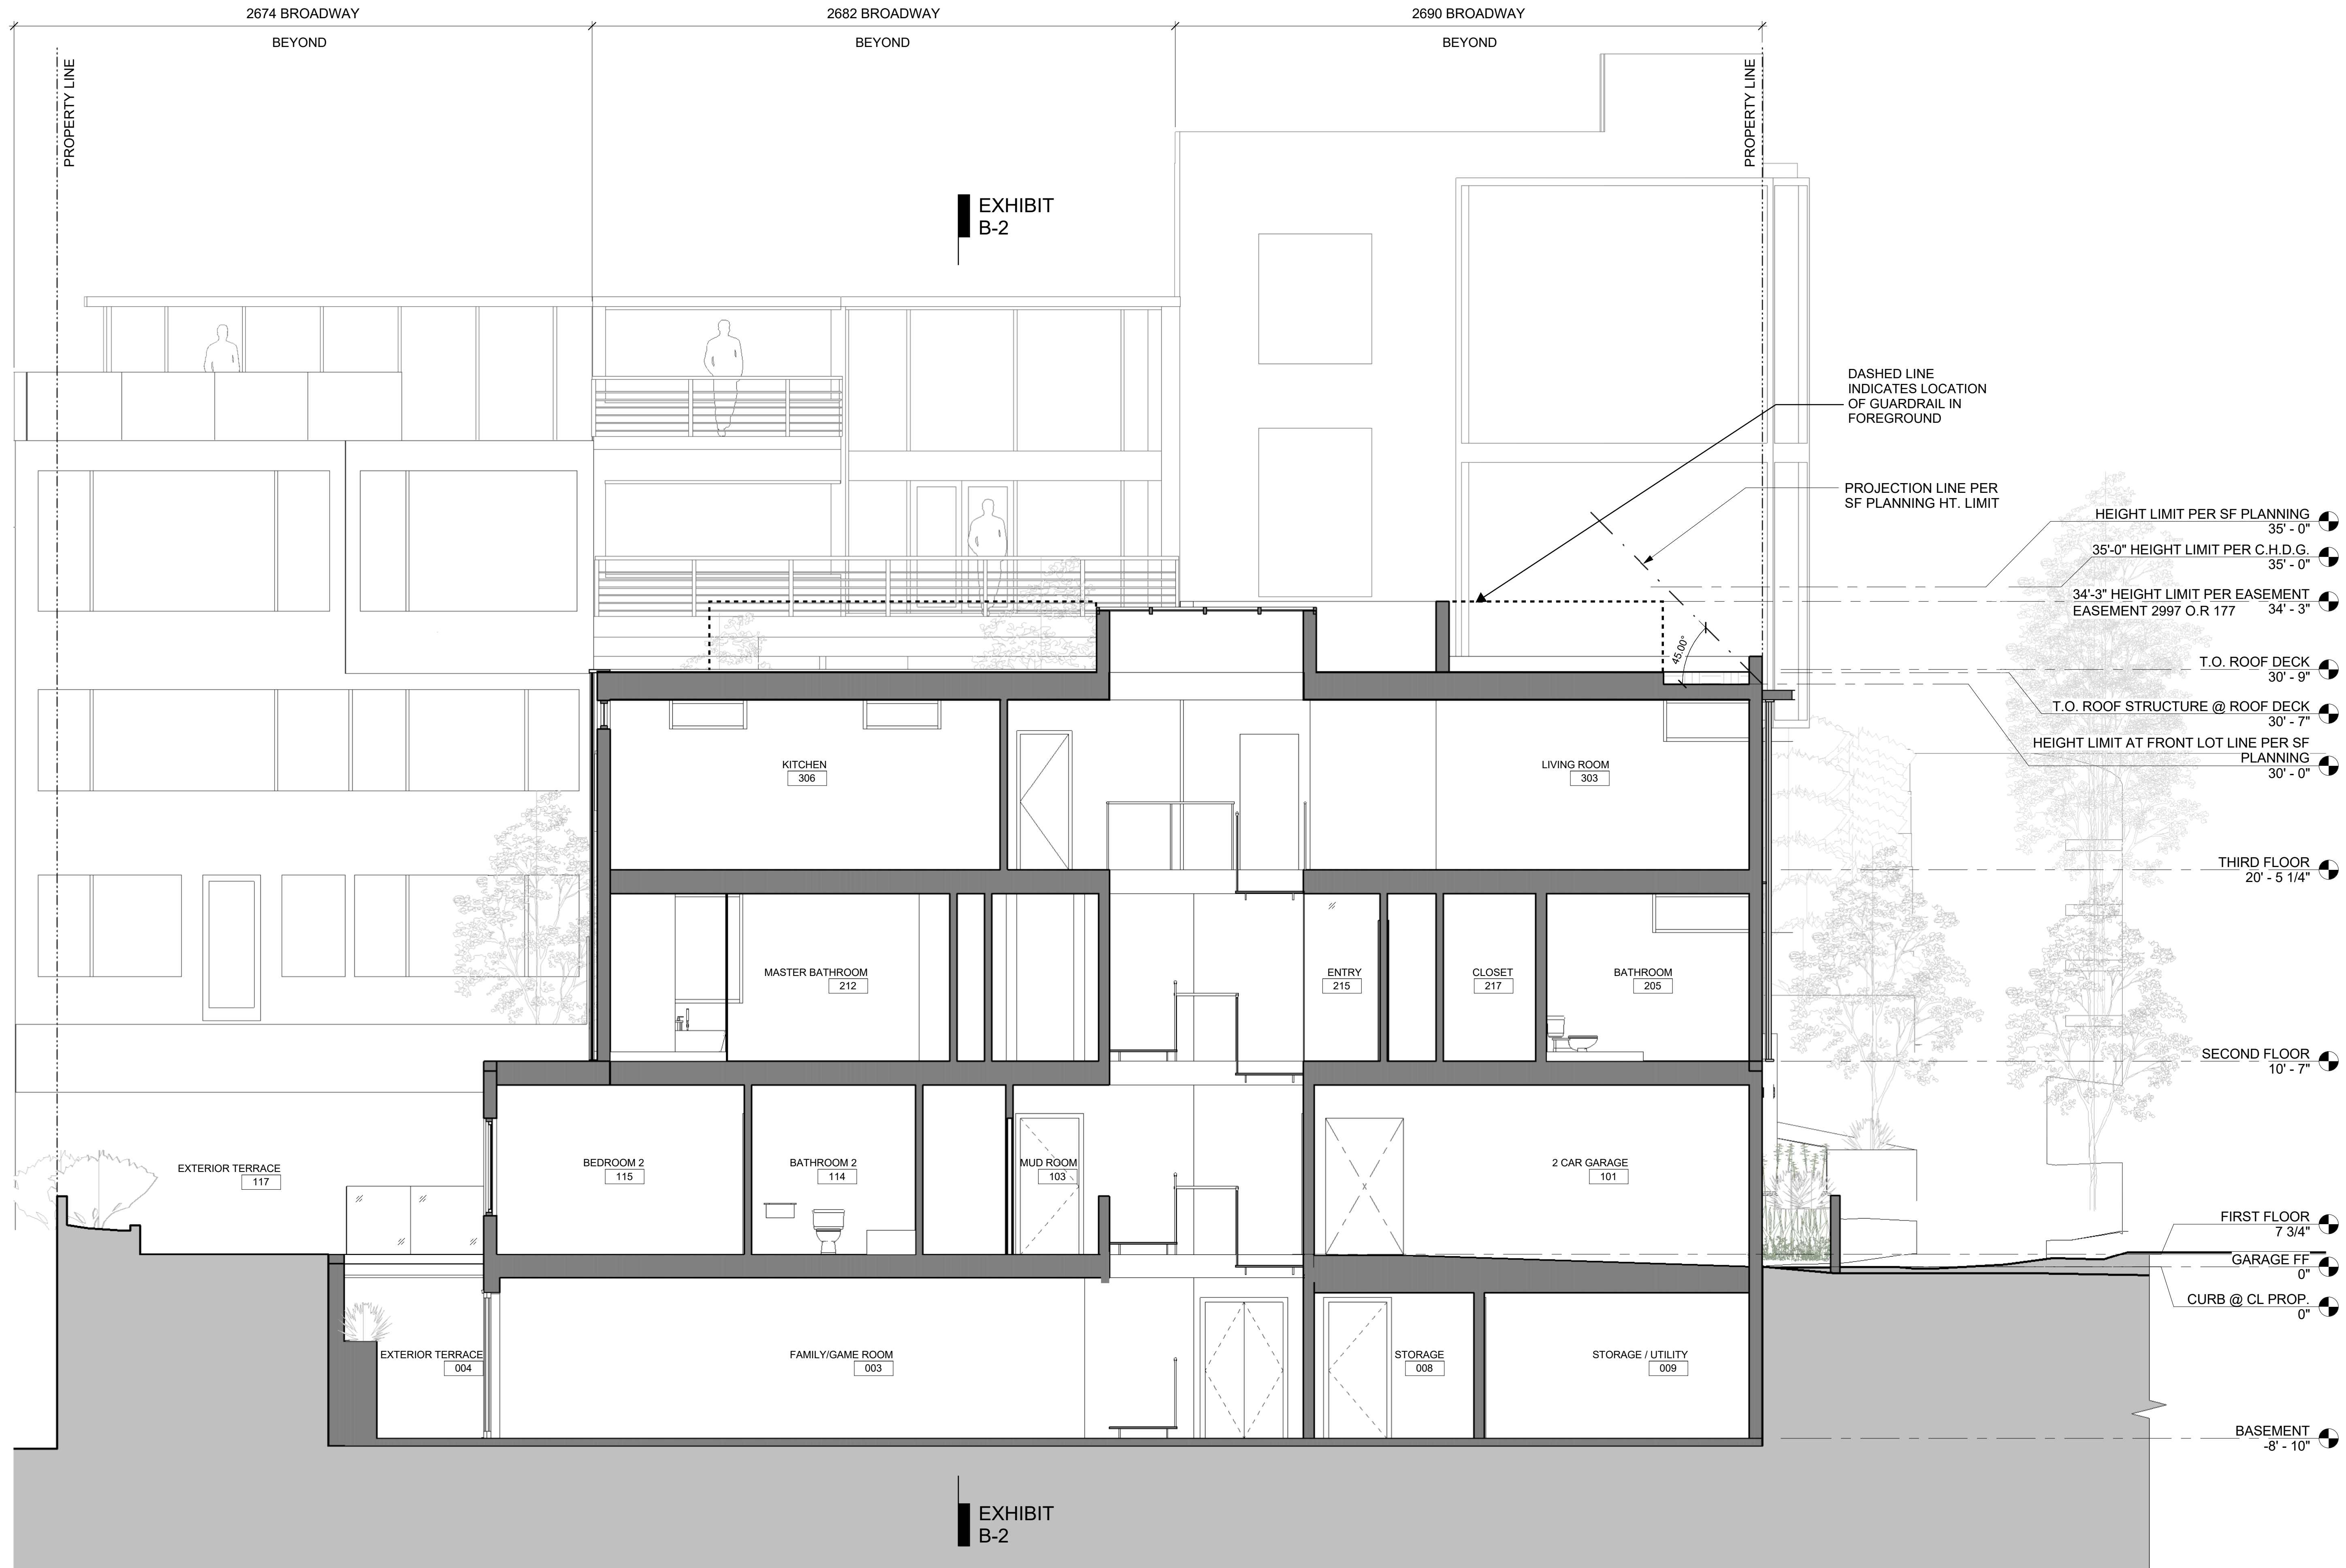 2674 BROADWAY
2682 BROADWAY
2690 BROADWAY
BEYOND
BEYOND
BEYOND
PROPERTY LINE
PROPERTY LINE
EXHIBIT
B-2
DASHED LINE
INDICATES LOCATION
OF GUARDRAIL IN
FOREGROUND
PROJECTION LINE PER
SF PLANNING HT. LIMIT
HEIGHT LIMIT PER SF PLANNING
35' - 0"
35'-0" HEIGHT LIMIT PER C.H.D.G.
35' - 0"
34'-3" HEIGHT LIMIT PER EASEMENT
EASEMENT 2997 O.R 177
34' - 3"
45.00°
T.O. ROOF DECK
30' - 9"
T.O. ROOF STRUCTURE @ ROOF DECK
30' - 7"
HEIGHT LIMIT AT FRONT LOT LINE PER SF
PLANNING
30' - 0"
KITCHEN
306
LIVING ROOM
303
THIRD FLOOR
20' - 5 1/4"
MASTER BATHROOM
212
ENTRY
215
CLOSET
217
BATHROOM
205
SECOND FLOOR
10' - 7"
EXTERIOR TERRACE
117
BEDROOM 2
115
BATHROOM 2
114
MUD ROOM
103
2 CAR GARAGE
101
FIRST FLOOR
7 3/4"
GARAGE FF
0"
CURB @ CL PROP.
0"
EXTERIOR TERRACE
004
FAMILY/GAME ROOM
003
STORAGE
008
STORAGE / UTILITY
009
BASEMENT
-8' - 10"
EXHIBIT
B-2